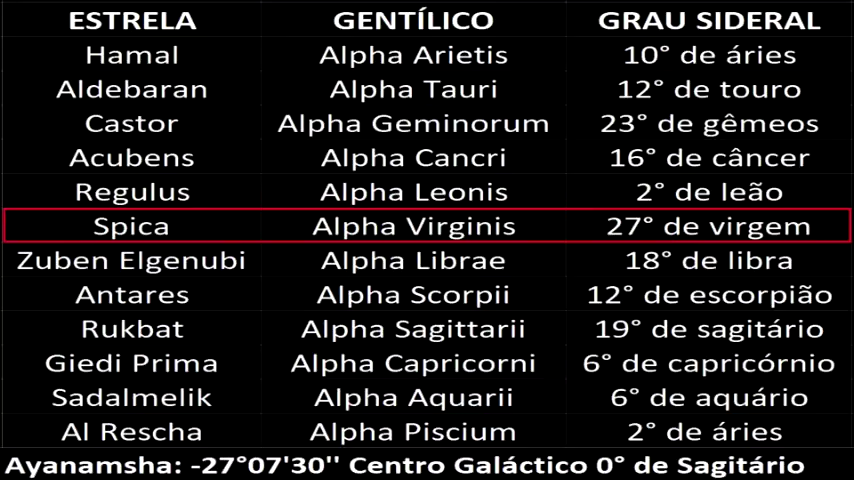 ESTRELA GENTÍLICO GRAU SIDERAL
Hamal Alpha Arietis 10° de áries
Aldebaran Alpha Tauri 12° de touro
Castor Alpha Geminorum 23° de gêmeos
Acubens Alpha Cancri 16° de câncer
Regulus Alpha Leonis 2° de leão
Spica Alpha Virginis 27° de virgem
Zuben Elgenubi Alpha Librae 18° de libra
Antares Alpha Scorpii 12° de escorpião
Rukbat Alpha Sagittarii 19° de sagitário
Giedi Prima Alpha Capricorni 6° de capricórnio
Sadalmelik Alpha Aquarii 6° de aquário
Al Rescha Alpha Piscium 2° de áries
Ayanamsha: -27°07'30'' Centro Galáctico 0° de Sagitário